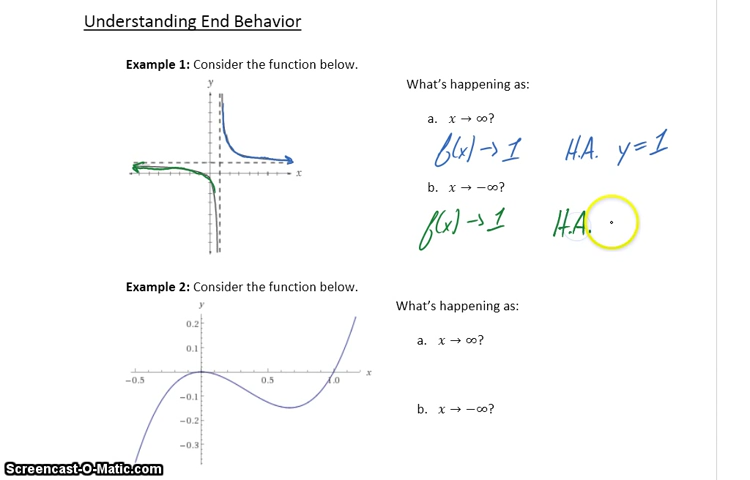 Understanding End Behavior
Example 1: Consider the function below.
What's happening as:
y
x
a. x → ∞?
f(x) → 1 H.A. y = 1
b. x → -∞?
f(x) → 1 H.A.
Example 2: Consider the function below.
What's happening as:
y
x
0.2
0.1
-0.5
0.5
1.0
-0.1
-0.2
-0.3
a. x → ∞?
b. x → -∞?
Screencast-O-Matic.com